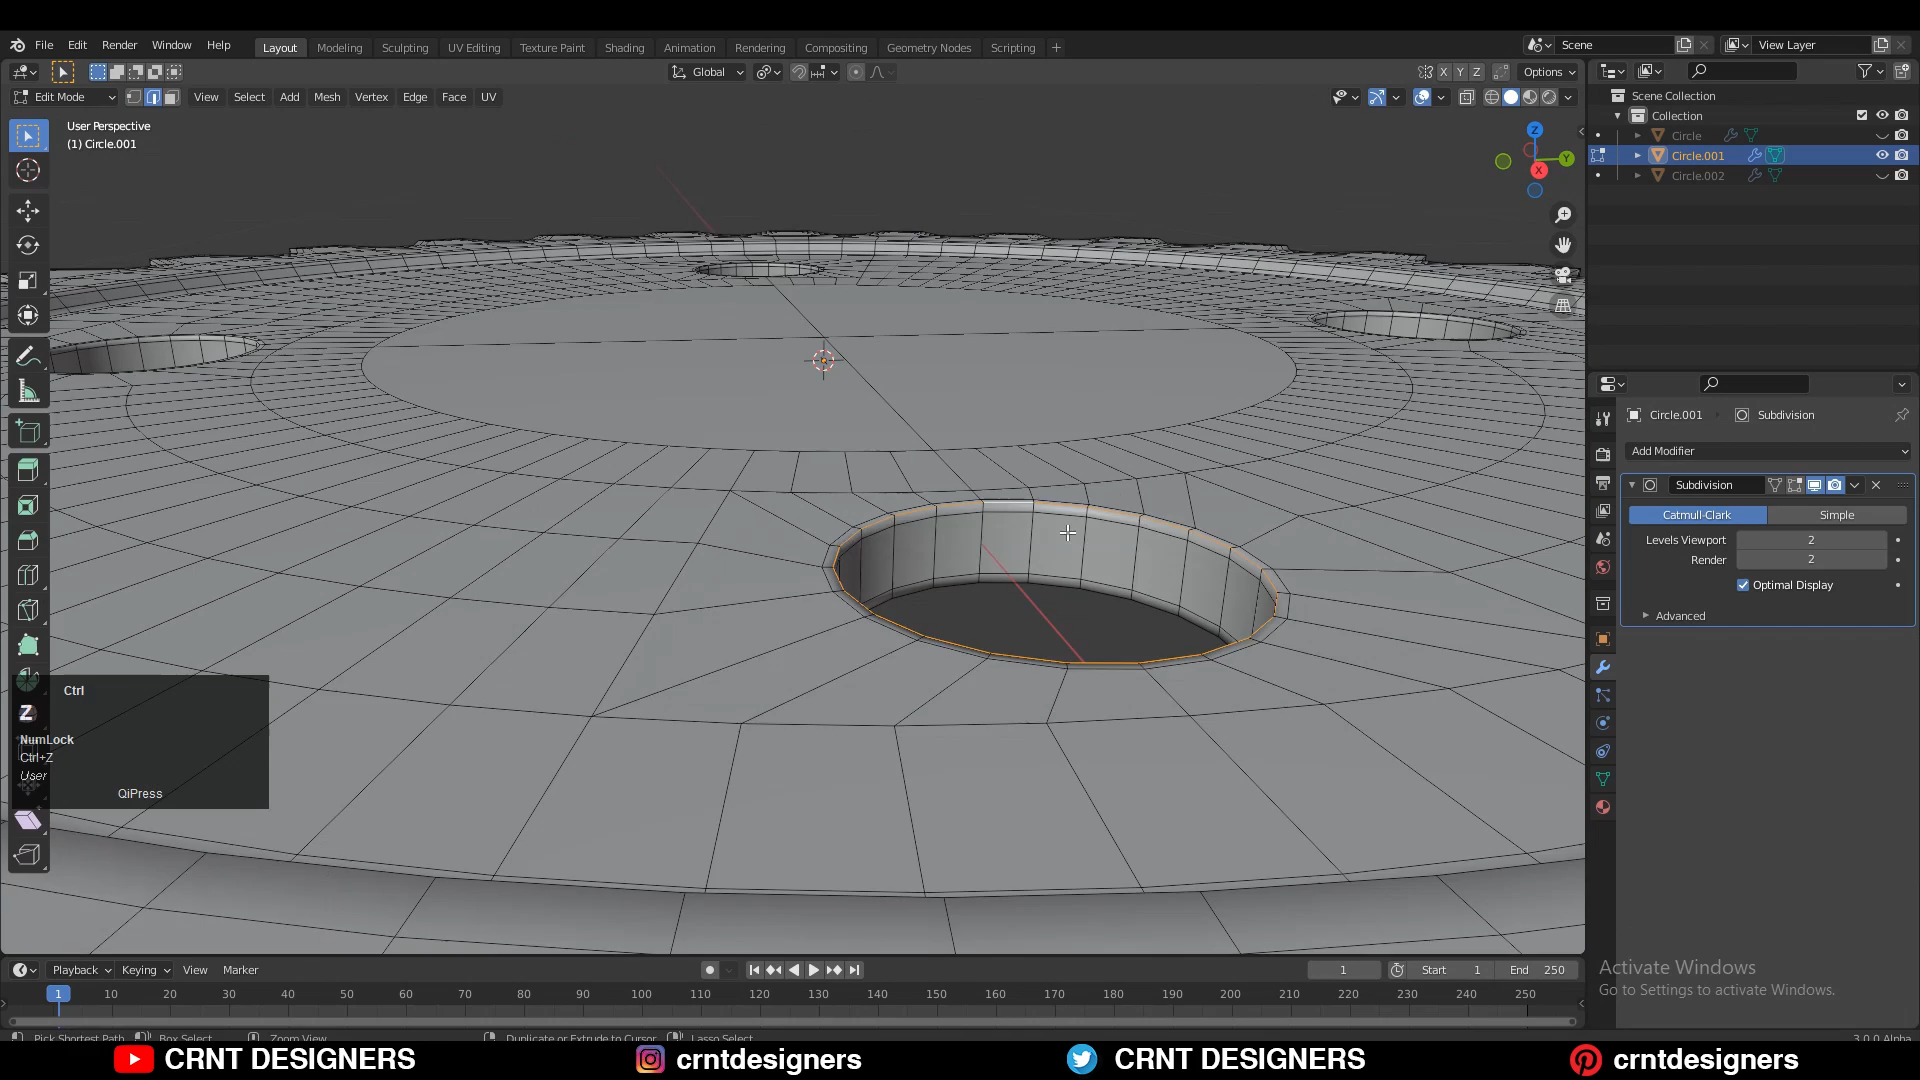 File Edit Render Window Help Layout Modeling Sculpting UV Editing Texture Paint Shading Animation Rendering Compositing Geometry Nodes Scripting + Scene View Layer
Global X Y Z Options
Edit Mode View Select Add Mesh Vertex Edge Face UV
User Perspective
(1) Circle.001
Z
Y
X
Scene Collection
Collection
Circle
Circle.001
Circle.002
Circle.001 Subdivision
Add Modifier
Subdivision
Catmull-Clark Simple
Levels Viewport 2
Render 2
Optimal Display
Advanced
Ctrl
Z
NumLock
Ctrl+Z
User
QiPress
Activate Windows
Go to Settings to activate Windows.
Playback Keying View Marker 1 Start 1 End 250
1 10 20 30 40 50 60 70 80 90 100 110 120 130 140 150 160 170 180 190 200 210 220 230 240 250
Pick Shortest Path Box Select Zoom View Duplicate or Extrude to Cursor Lasso Select 3.0.0 Alpha
CRNT DESIGNERS crntdesigners CRNT DESIGNERS crntdesigners